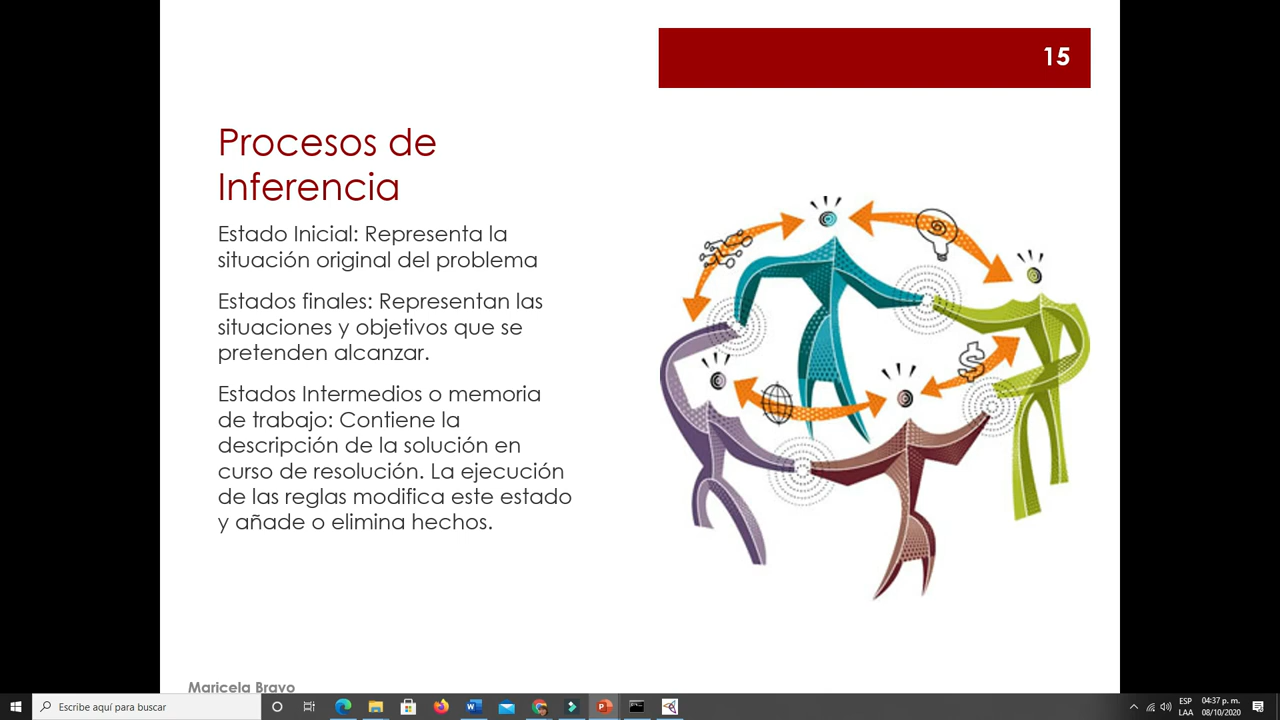 15
Procesos de
Inferencia
Estado Inicial: Representa la
situación original del problema
Estados finales: Representan las
situaciones y objetivos que se
pretenden alcanzar.
Estados Intermedios o memoria
de trabajo: Contiene la
descripción de la solución en
curso de resolución. La ejecución
de las reglas modifica este estado
y añade o elimina hechos.
$
Maricela Bravo
Escribe aquí para buscar
ESP
LAA
04:37 p. m.
08/10/2020